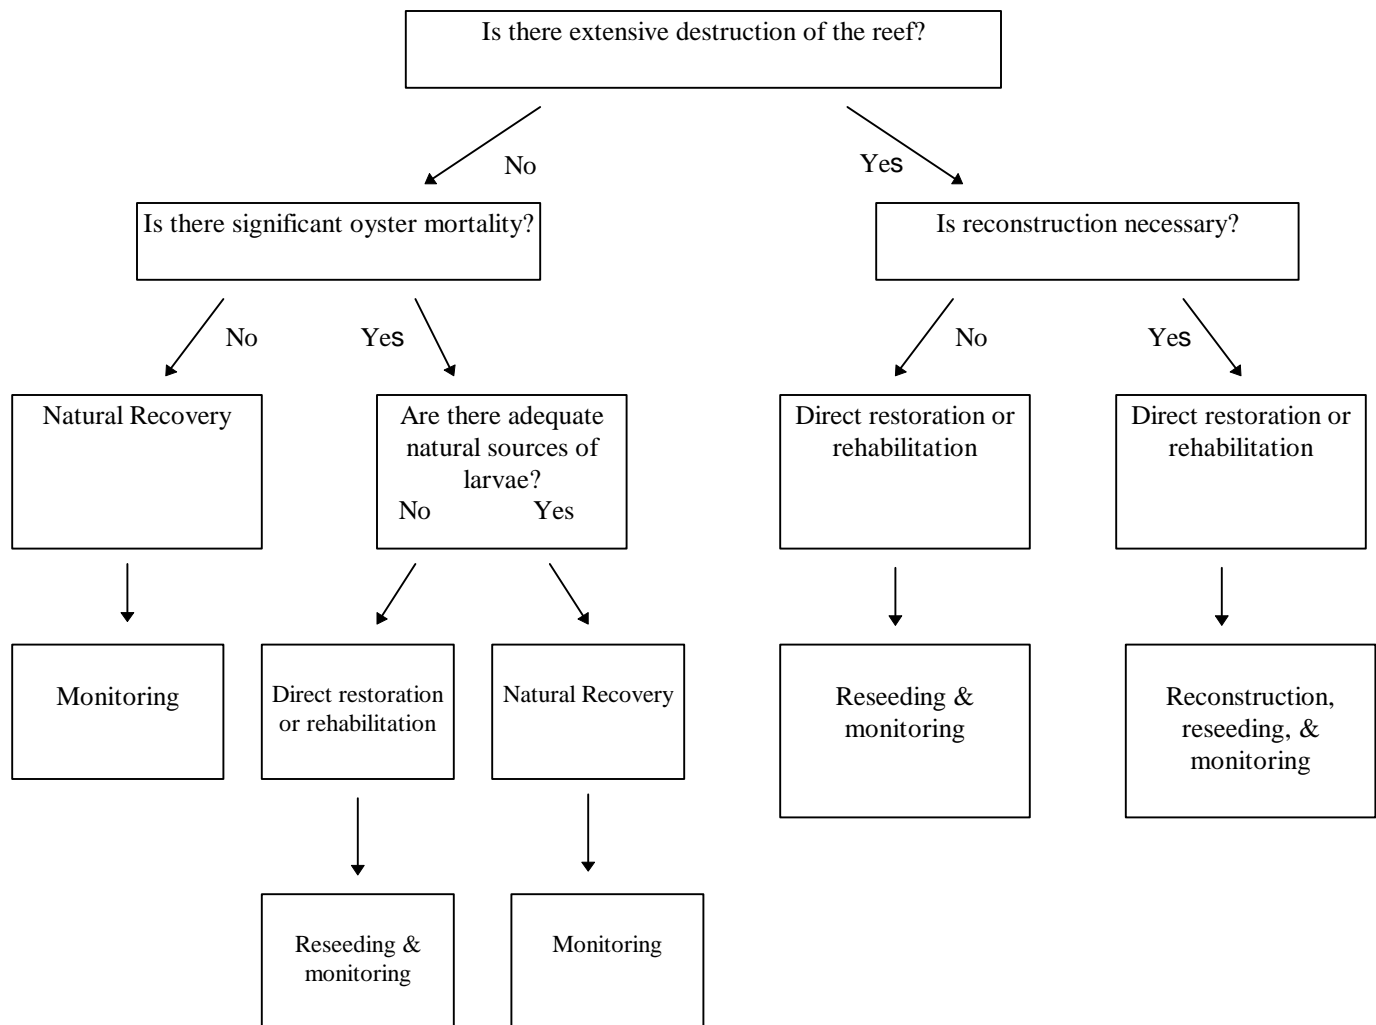 Is there extensive destruction of the reef?
No
Yes
Is there significant oyster mortality?
Is reconstruction necessary?
No
Yes
No
Yes
Natural Recovery
Are there adequate
natural sources of
larvae?
No
Yes
Direct restoration or
rehabilitation
Direct restoration or
rehabilitation
Monitoring
Direct restoration
or rehabilitation
Natural Recovery
Reseeding &
monitoring
Reconstruction,
reseeding, &
monitoring
Reseeding &
monitoring
Monitoring